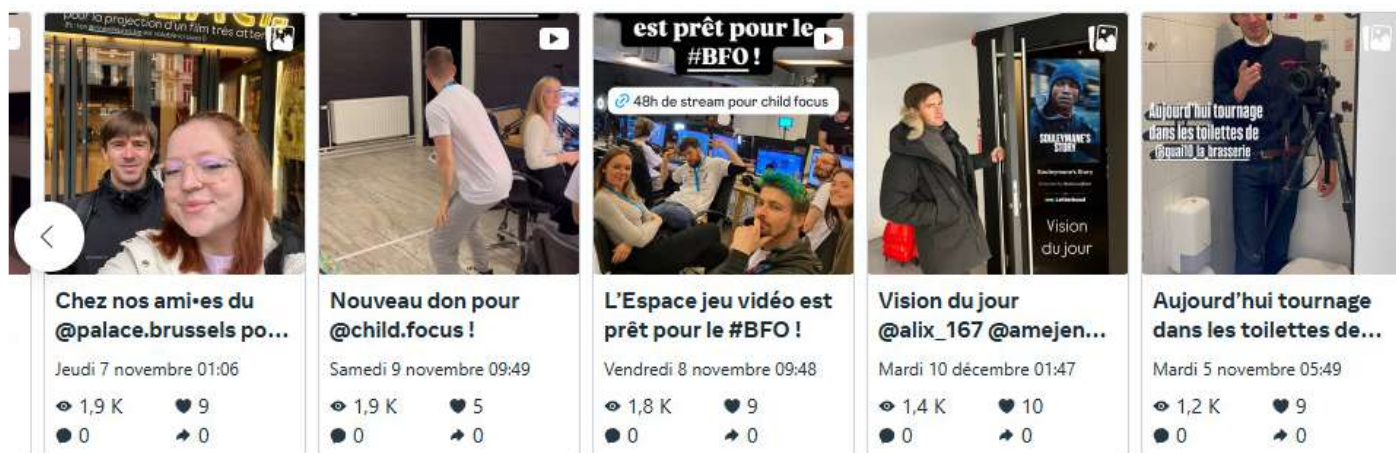 pour la projection d'un film très atten
est prêt pour le
#BFO !
48h de stream pour child focus
SOULEYMANE'S
STORY
Souleymane's Story
Letterboxd
Vision
du jour
Aujourd'hui tournage
dans les toilettes de
@quai10_la_brasserie
Chez nos ami•es du
@palace.brussels po...
Jeudi 7 novembre 01:06
1,9 K 9
0 0
Nouveau don pour
@child.focus !
Samedi 9 novembre 09:49
1,9 K 5
0 0
L'Espace jeu vidéo est
prêt pour le #BFO !
Vendredi 8 novembre 09:48
1,8 K 9
0 0
Vision du jour
@alix_167 @amejen...
Mardi 10 décembre 01:47
1,4 K 10
0 0
Aujourd'hui tournage
dans les toilettes de...
Mardi 5 novembre 05:49
1,2 K 9
0 0